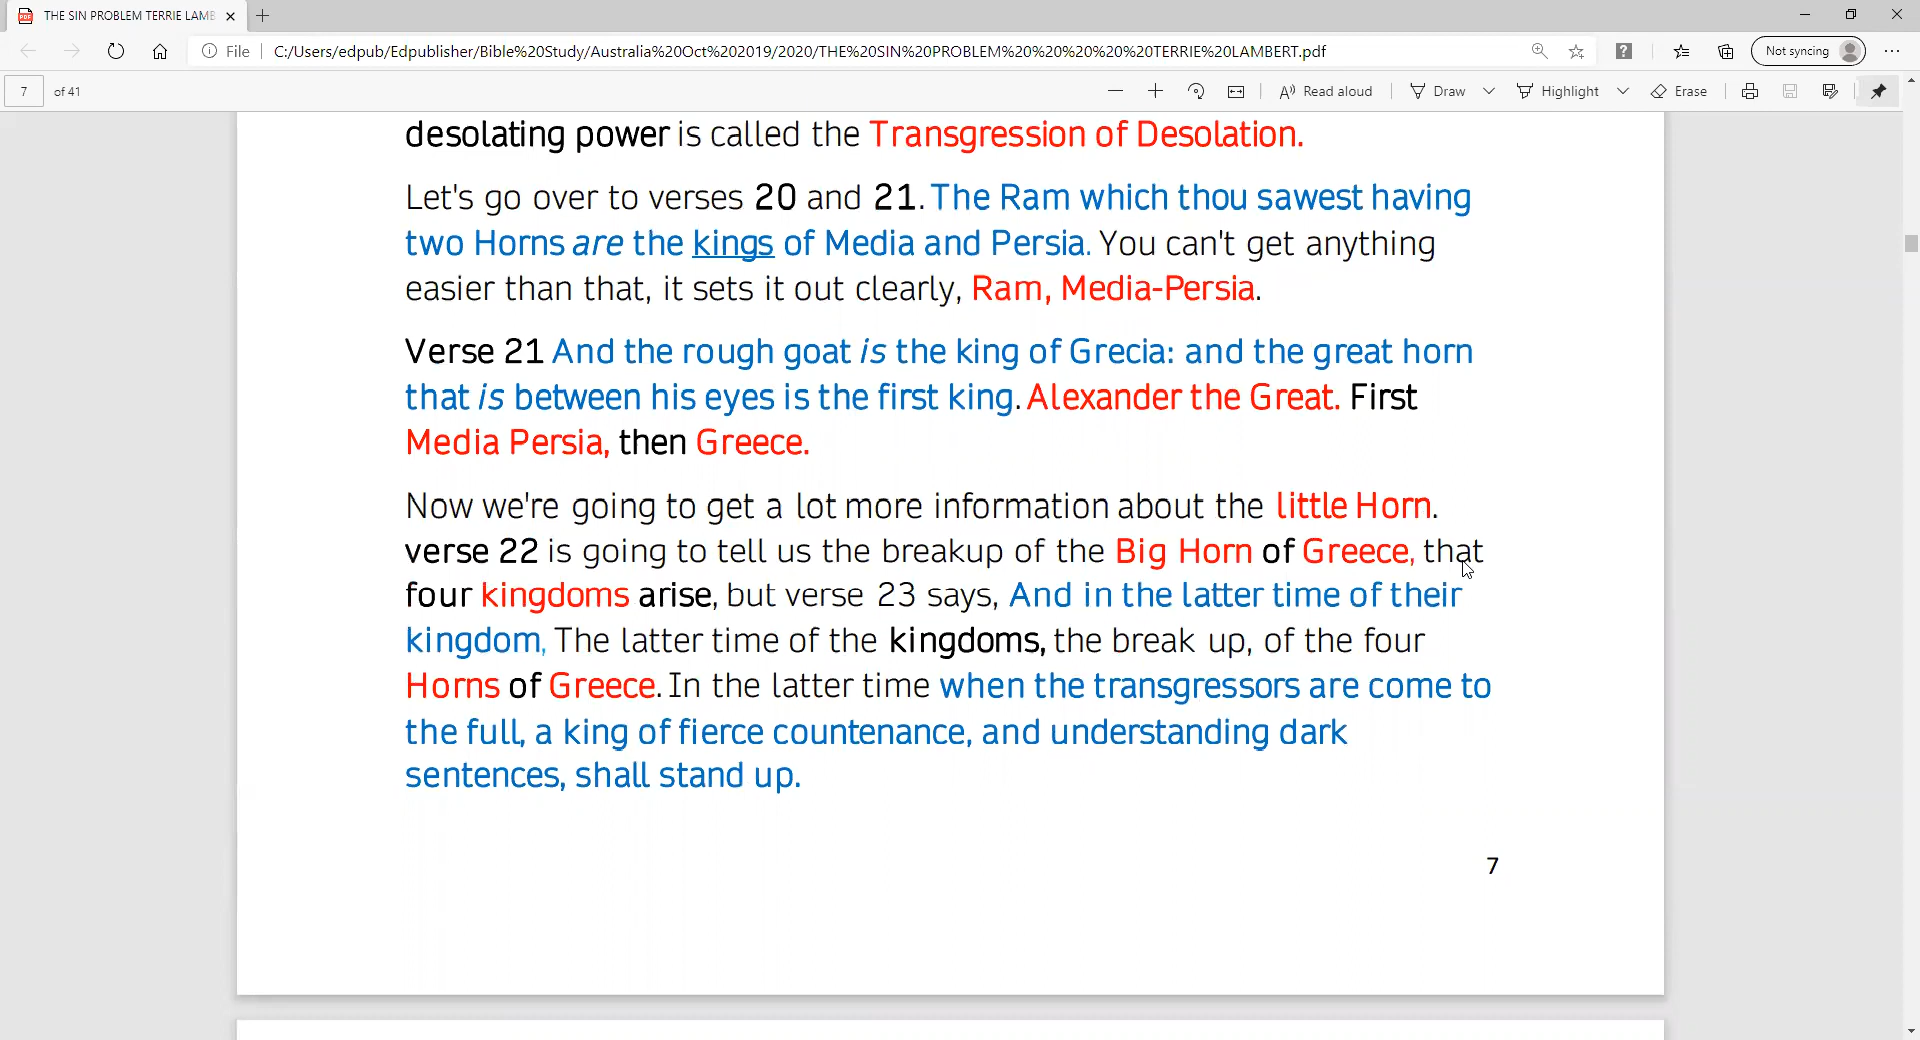 THE SIN PROBLEM TERRIE LAMB
File
C:/Users/edpub/Edpublisher/Bible%20Study/Australia%20Oct%202019/2020/THE%20SIN%20PROBLEM%20%20%20%20%20TERRIE%20LAMBERT.pdf
Not syncing
7 of 41
Read aloud
Draw
Highlight
Erase
desolating power is called the Transgression of Desolation.
Let's go over to verses 20 and 21. The Ram which thou sawest having
two Horns are the kings of Media and Persia. You can't get anything
easier than that, it sets it out clearly, Ram, Media-Persia.
Verse 21 And the rough goat is the king of Grecia: and the great horn
that is between his eyes is the first king. Alexander the Great. First
Media Persia, then Greece.
Now we're going to get a lot more information about the little Horn.
verse 22 is going to tell us the breakup of the Big Horn of Greece, that
four kingdoms arise, but verse 23 says, And in the latter time of their
kingdom, The latter time of the kingdoms, the break up, of the four
Horns of Greece. In the latter time when the transgressors are come to
the full, a king of fierce countenance, and understanding dark
sentences, shall stand up.
7